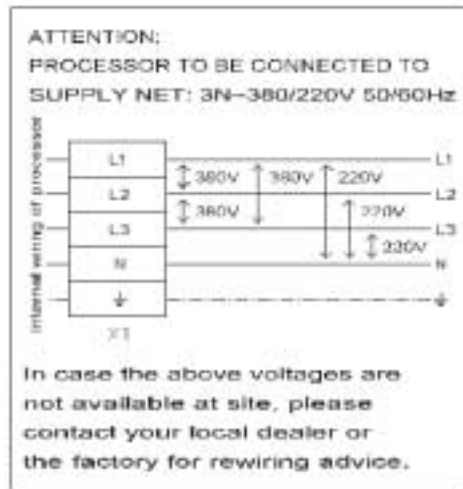 ATTENTION:
PROCESSOR TO BE CONNECTED TO
SUPPLY NET: 3N~380/220V 50/60Hz
Internal wiring of processor
L1 380V 380V 220V L1
L2 380V 220V L2
L3 220V L3
N N
X1
In case the above voltages are
not available at site, please
contact your local dealer or
the factory for rewiring advice.